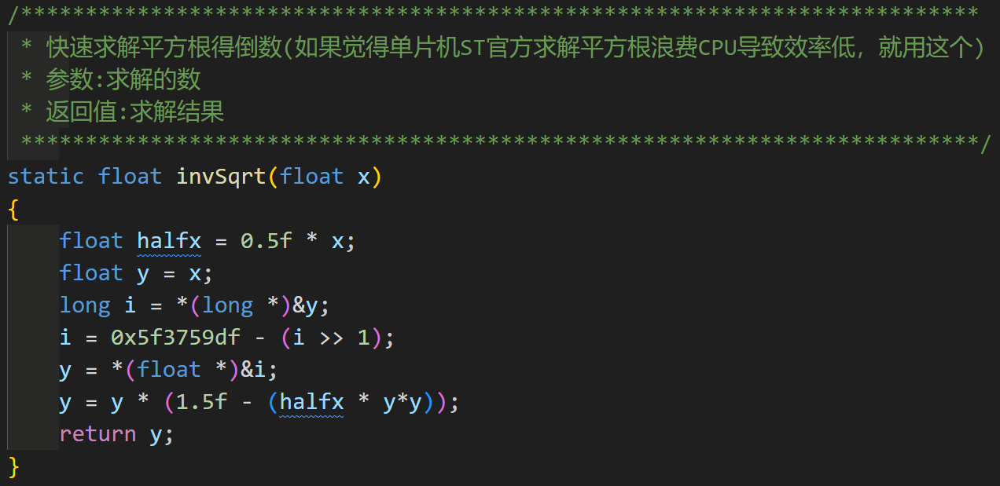 /***************************************************************************
 * 快速求解平方根得倒数(如果觉得单片机ST官方求解平方根浪费CPU导致效率低，就用这个)
 * 参数:求解的数
 * 返回值:求解结果
 ***************************************************************************/
static float invSqrt(float x)
{
    float halfx = 0.5f * x;
    float y = x;
    long i = *(long *)&y;
    i = 0x5f3759df - (i >> 1);
    y = *(float *)&i;
    y = y * (1.5f - (halfx * y*y));
    return y;
}